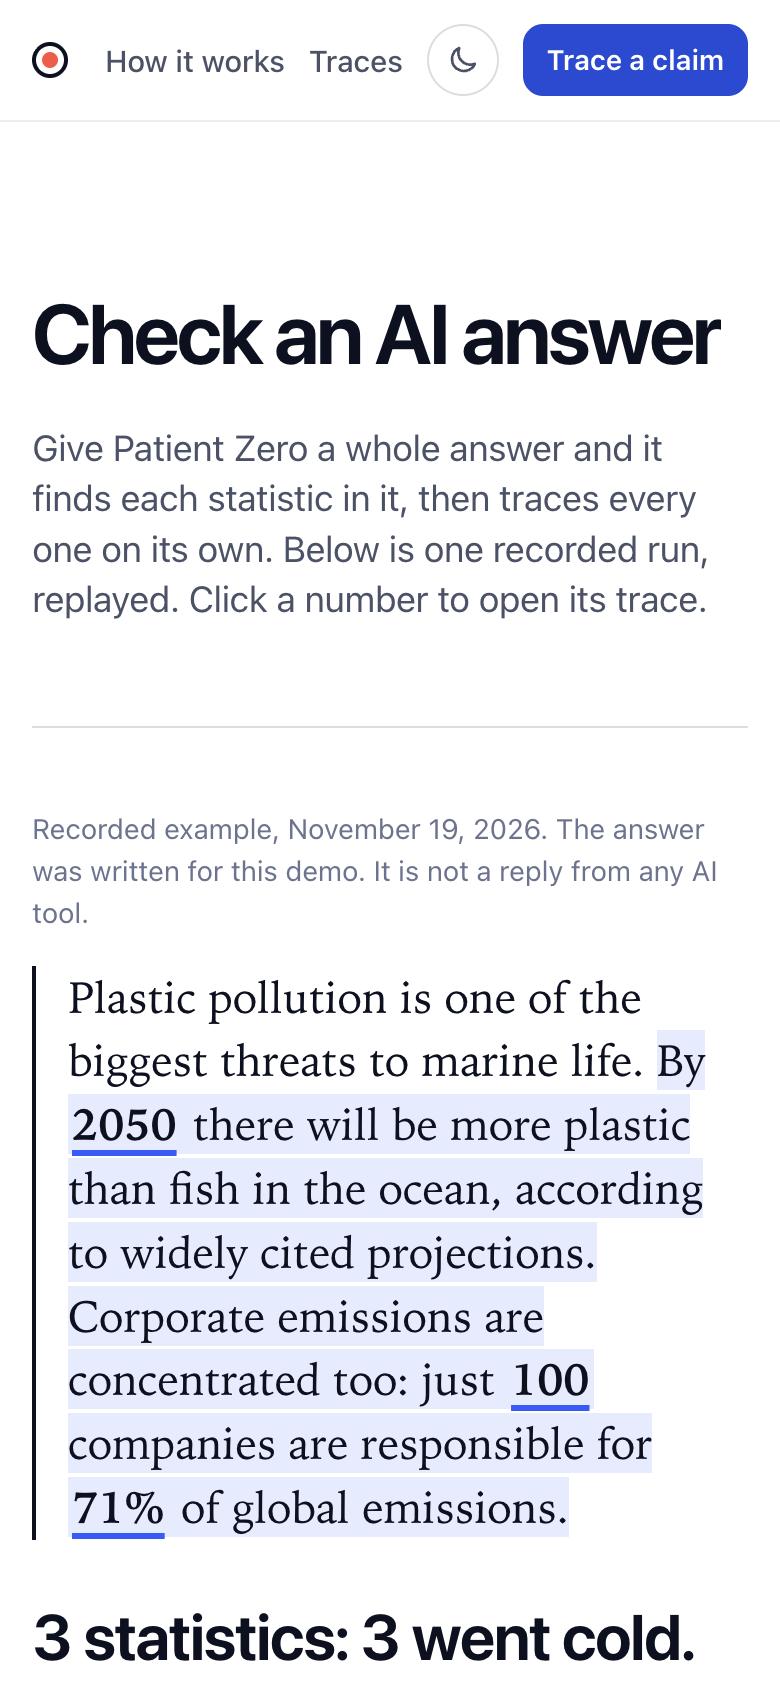 How it works Traces Trace a claim
Check an AI answer
Give Patient Zero a whole answer and it
finds each statistic in it, then traces every
one on its own. Below is one recorded run,
replayed. Click a number to open its trace.
Recorded example, November 19, 2026. The answer
was written for this demo. It is not a reply from any AI
tool.
Plastic pollution is one of the
biggest threats to marine life. By
2050 there will be more plastic
than fish in the ocean, according
to widely cited projections.
Corporate emissions are
concentrated too: just 100
companies are responsible for
71% of global emissions.
3 statistics: 3 went cold.